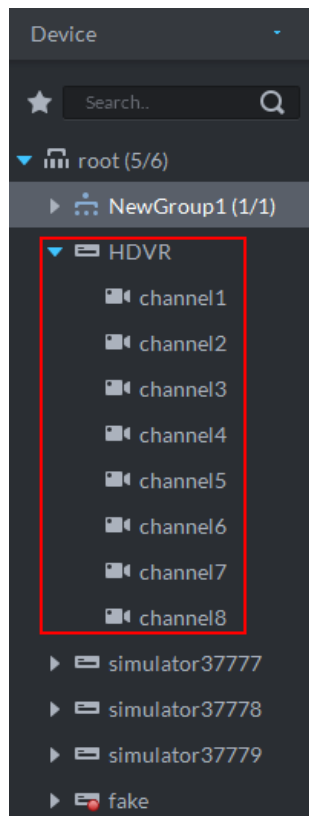 Device
Search..
root (5/6)
NewGroup1 (1/1)
HDVR
channel1
channel2
channel3
channel4
channel5
channel6
channel7
channel8
simulator37777
simulator37778
simulator37779
fake